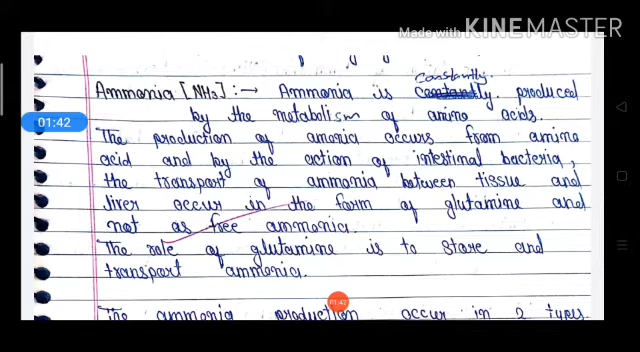 Made with KINEMASTER
constantly.
Ammonia [NH3] :→ Ammonia is constantly produced
by the metabolism of amino acids.
01:42
The production of amonia occurs from amino
acid and by the action of intestinal bacteria,
the transport of ammonia between tissue and
liver occur in the form of glutamine and
not as free ammonia.
The role of glutamine is to store and
transport ammonia.
01:42
The ammonia production occur in 2 types